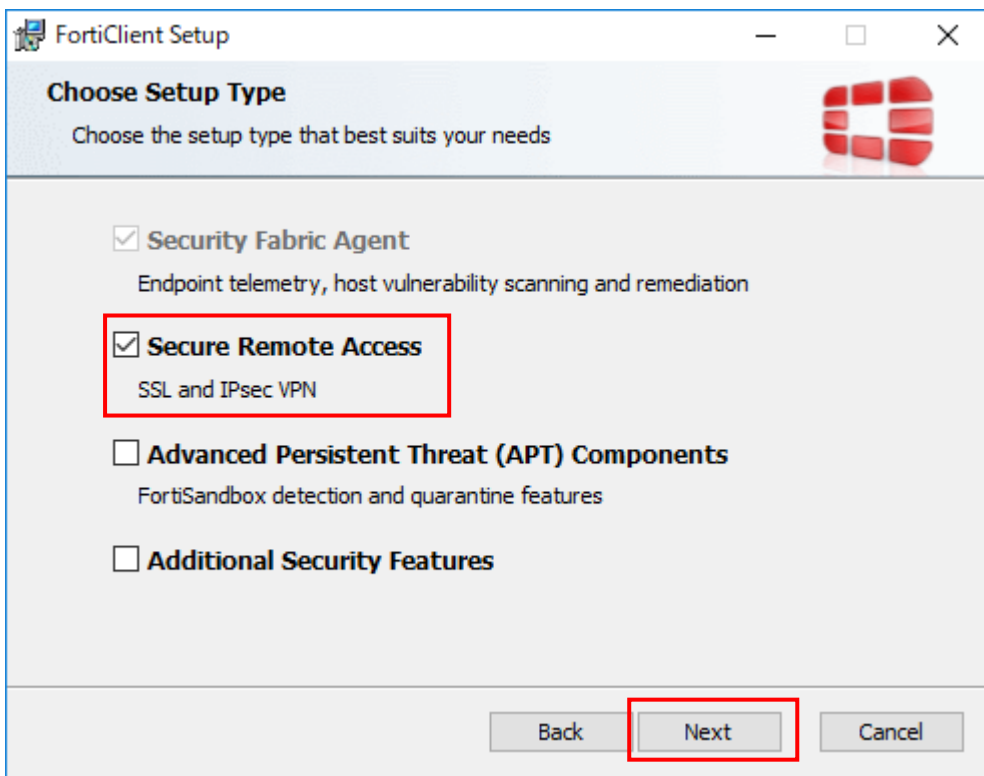 FortiClient Setup
Choose Setup Type
Choose the setup type that best suits your needs
Security Fabric Agent
Endpoint telemetry, host vulnerability scanning and remediation
Secure Remote Access
SSL and IPsec VPN
Advanced Persistent Threat (APT) Components
FortiSandbox detection and quarantine features
Additional Security Features
Back Next Cancel